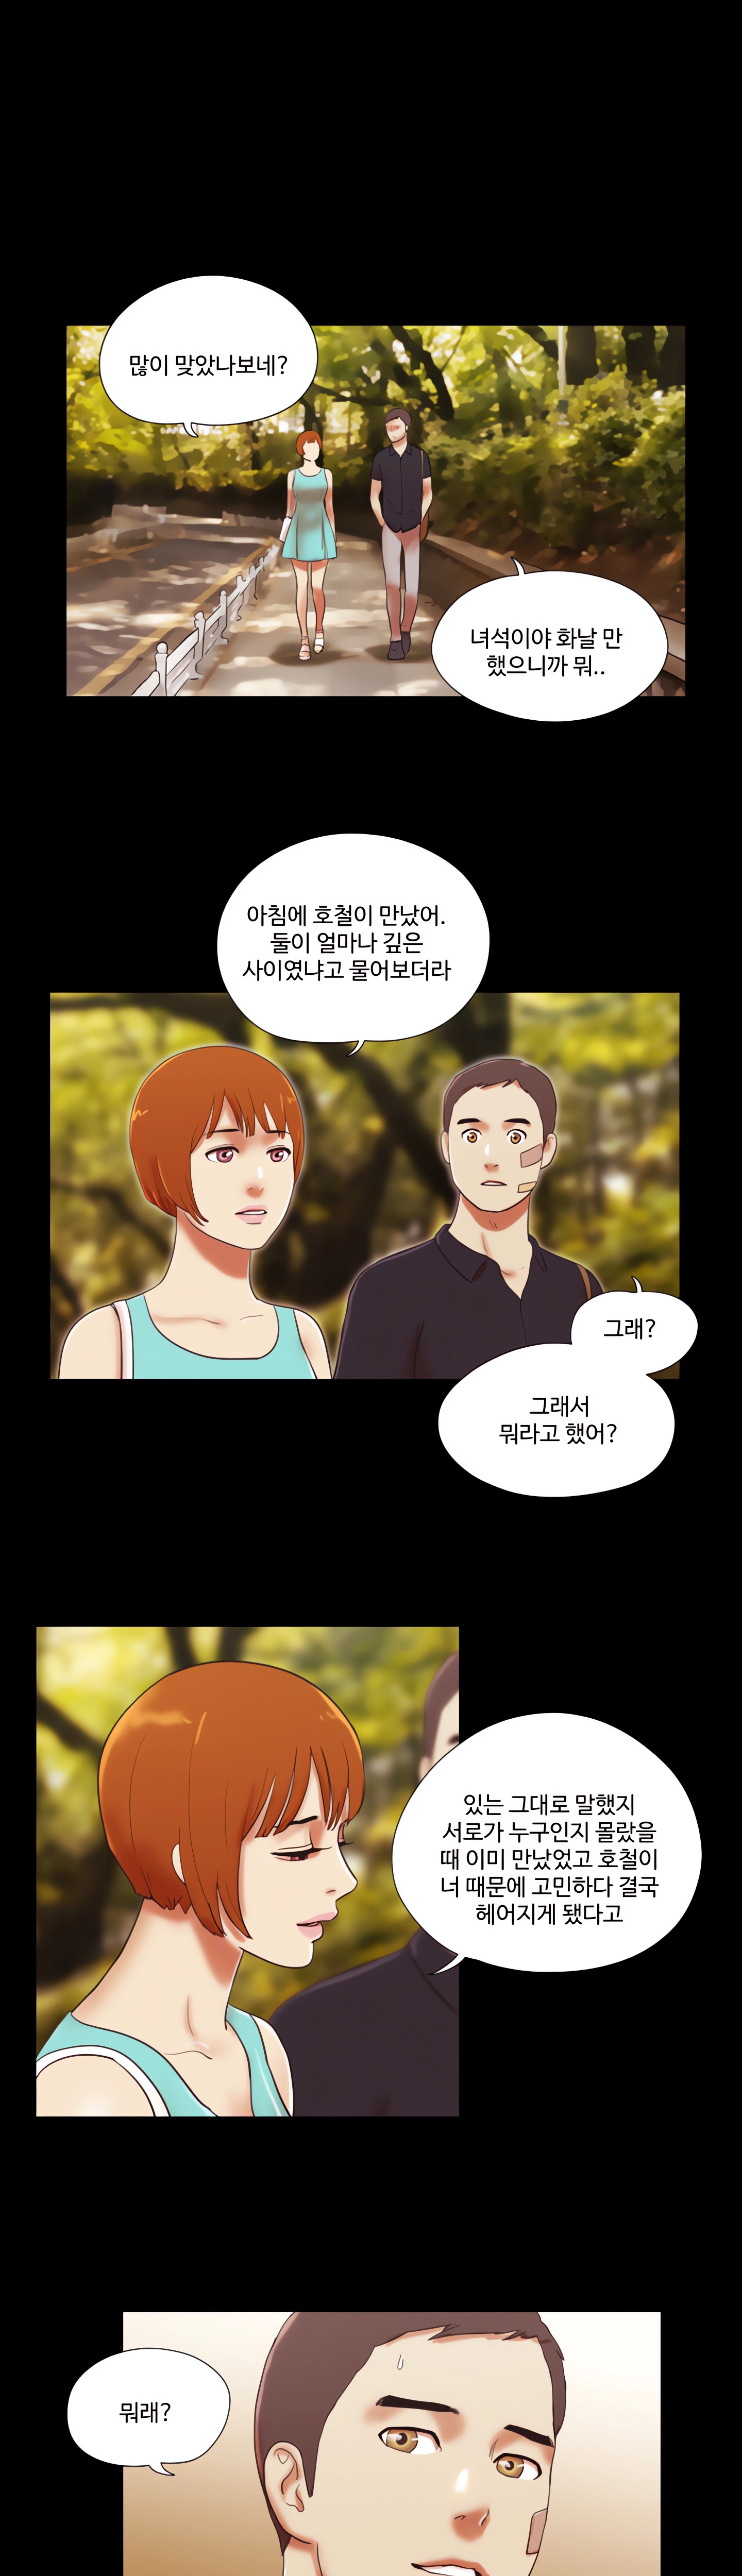 많이 맞았나보네?
녀석이야 화날 만
했으니까 뭐..
아침에 호철이 만났어.
둘이 얼마나 깊은
사이였냐고 물어보더라
그래?
그래서
뭐라고 했어?
있는 그대로 말했지
서로가 누구인지 몰랐을
때 이미 만났었고 호철이
너 때문에 고민하다 결국
헤어지게 됐다고
뭐래?